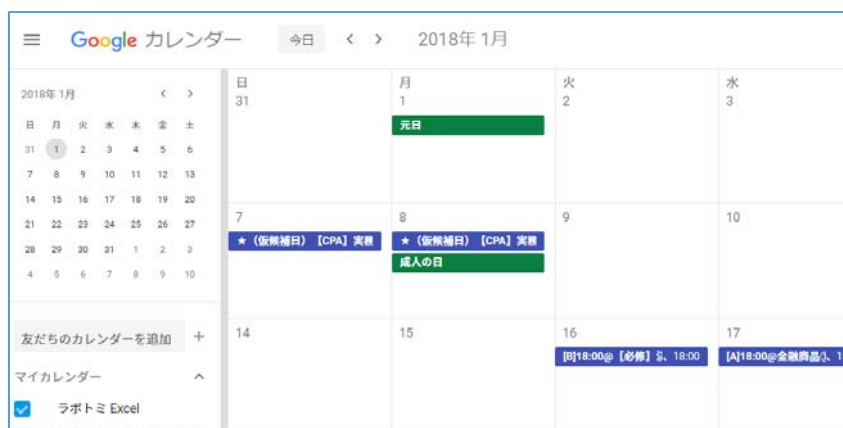 Google カレンダー 今日 < > 2018年 1月
2018年 1月 < >
日 月 火 水 木 金 土
31 1 2 3 4 5 6
7 8 9 10 11 12 13
14 15 16 17 18 19 20
21 22 23 24 25 26 27
28 29 30 31 1 2 3
4 5 6 7 8 9 10
友だちのカレンダーを追加 +
マイカレンダー
ラボトミ Excel
日 月 火 水
31 1 2 3
元日
7 8 9 10
★（仮候補日）【CPA】実務 ★（仮候補日）【CPA】実務
成人の日
14 15 16 17
[B]18:00@【必修】 18:00 [A]18:00@金融商品